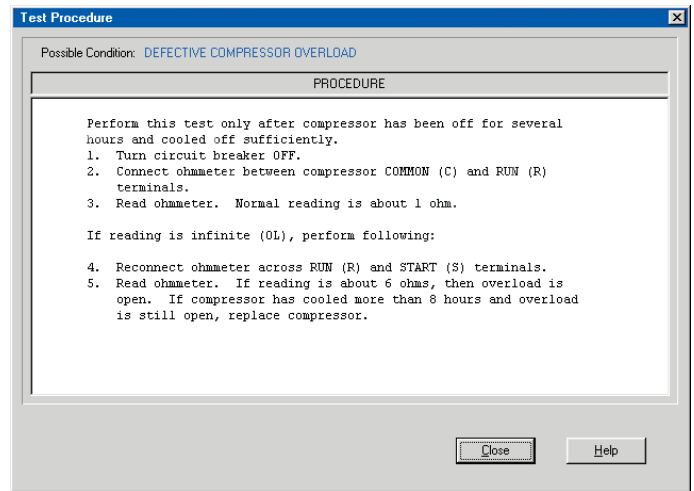 Test Procedure
Possible Condition: DEFECTIVE COMPRESSOR OVERLOAD
PROCEDURE
Perform this test only after compressor has been off for several
hours and cooled off sufficiently.
1. Turn circuit breaker OFF.
2. Connect ohmmeter between compressor COMMON (C) and RUN (R)
terminals.
3. Read ohmmeter. Normal reading is about 1 ohm.
If reading is infinite (OL), perform following:
4. Reconnect ohmmeter across RUN (R) and START (S) terminals.
5. Read ohmmeter. If reading is about 6 ohms, then overload is
open. If compressor has cooled more than 8 hours and overload
is still open, replace compressor.
Close Help